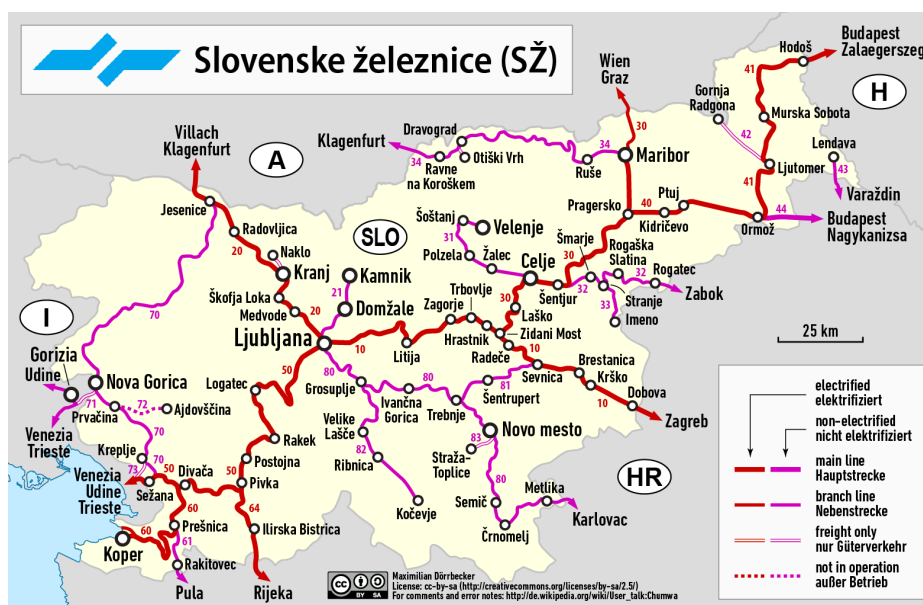 Slovenske železnice (SŽ)
Budapest
Zalaegerszeg
Hodoš
41
H
Wien
Graz
Gornja
Radgona
Murska Sobota
42
Lendava
43
Villach
Klagenfurt
A
Klagenfurt
Dravograd
34
Ravne
na Koroškem
Otiški Vrh
34
Ruše
30
Maribor
Ljutomer
41
Varaždin
Jesenice
Radovljica
20
Naklo
Kranj
SLO
Šoštanj
Velenje
31
Polzela
Žalec
Celje
Pragersko
40
Ptuj
Kidričevo
Ormož
44
Budapest
Nagykanizsa
30
Šmarje
Rogaška
Slatina
32
Rogatec
Zabok
Šentjur
32
Stranje
33
Imeno
Kamnik
21
Domžale
Škofja Loka
Medvode
20
Ljubljana
70
I
Gorizia
Udine
Nova Gorica
10
Litija
Zagorje
Trbovlje
Hrastnik
30
Laško
Zidani Most
Radeče
10
Sevnica
Brestanica
Krško
10
Dobova
Zagreb
25 km
50
Logatec
80
Grosuplje
Ivančna
Gorica
80
Trebnje
81
Sentrupert
Novo mesto
83
Straža-
Toplice
80
Semič
Metlika
Črnomelj
Karlovac
HR
Velike
Lašče
82
Ribnica
Kočevje
71
Prvačina
72
Ajdovščina
Venezia
Trieste
70
Kreplje
73
70
Venezia
Udine
Trieste
50
Sežana
Divača
Rakek
50
Postojna
Pivka
64
Ilirska Bistrica
Rijeka
60
Prešnica
60
Koper
61
Rakitovec
Pula
electrified
elektrifiziert
non-electrified
nicht elektrifiziert
main line
Hauptstrecke
branch line
Nebenstrecke
freight only
nur Güterverkehr
not in operation
außer Betrieb
cc
BY SA
Maximilian Dörrbecker
License: cc-by-sa (http://creativecommons.org/licenses/by-sa/2.5/)
For comments and error notes: http://de.wikipedia.org/wiki/User_talk:Chumwa